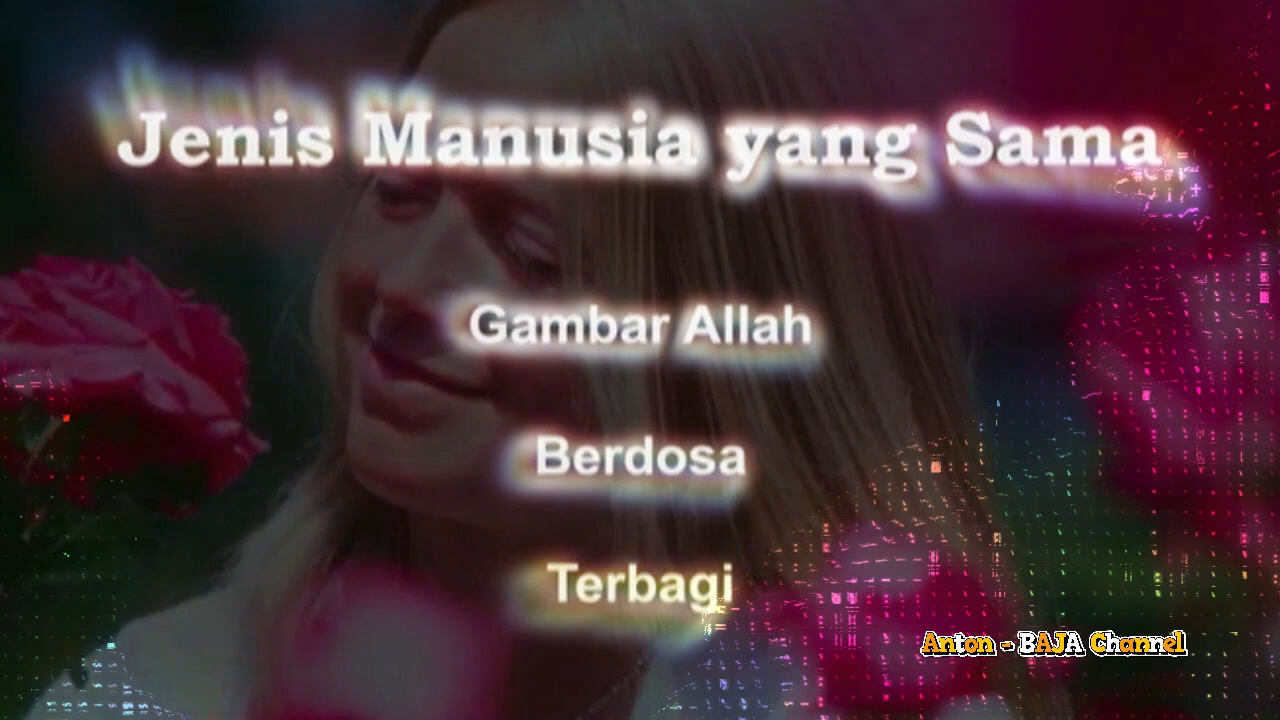 Jenis Manusia yang Sama
Gambar Allah
Berdosa
Terbagi
Anton - BAJA Channel